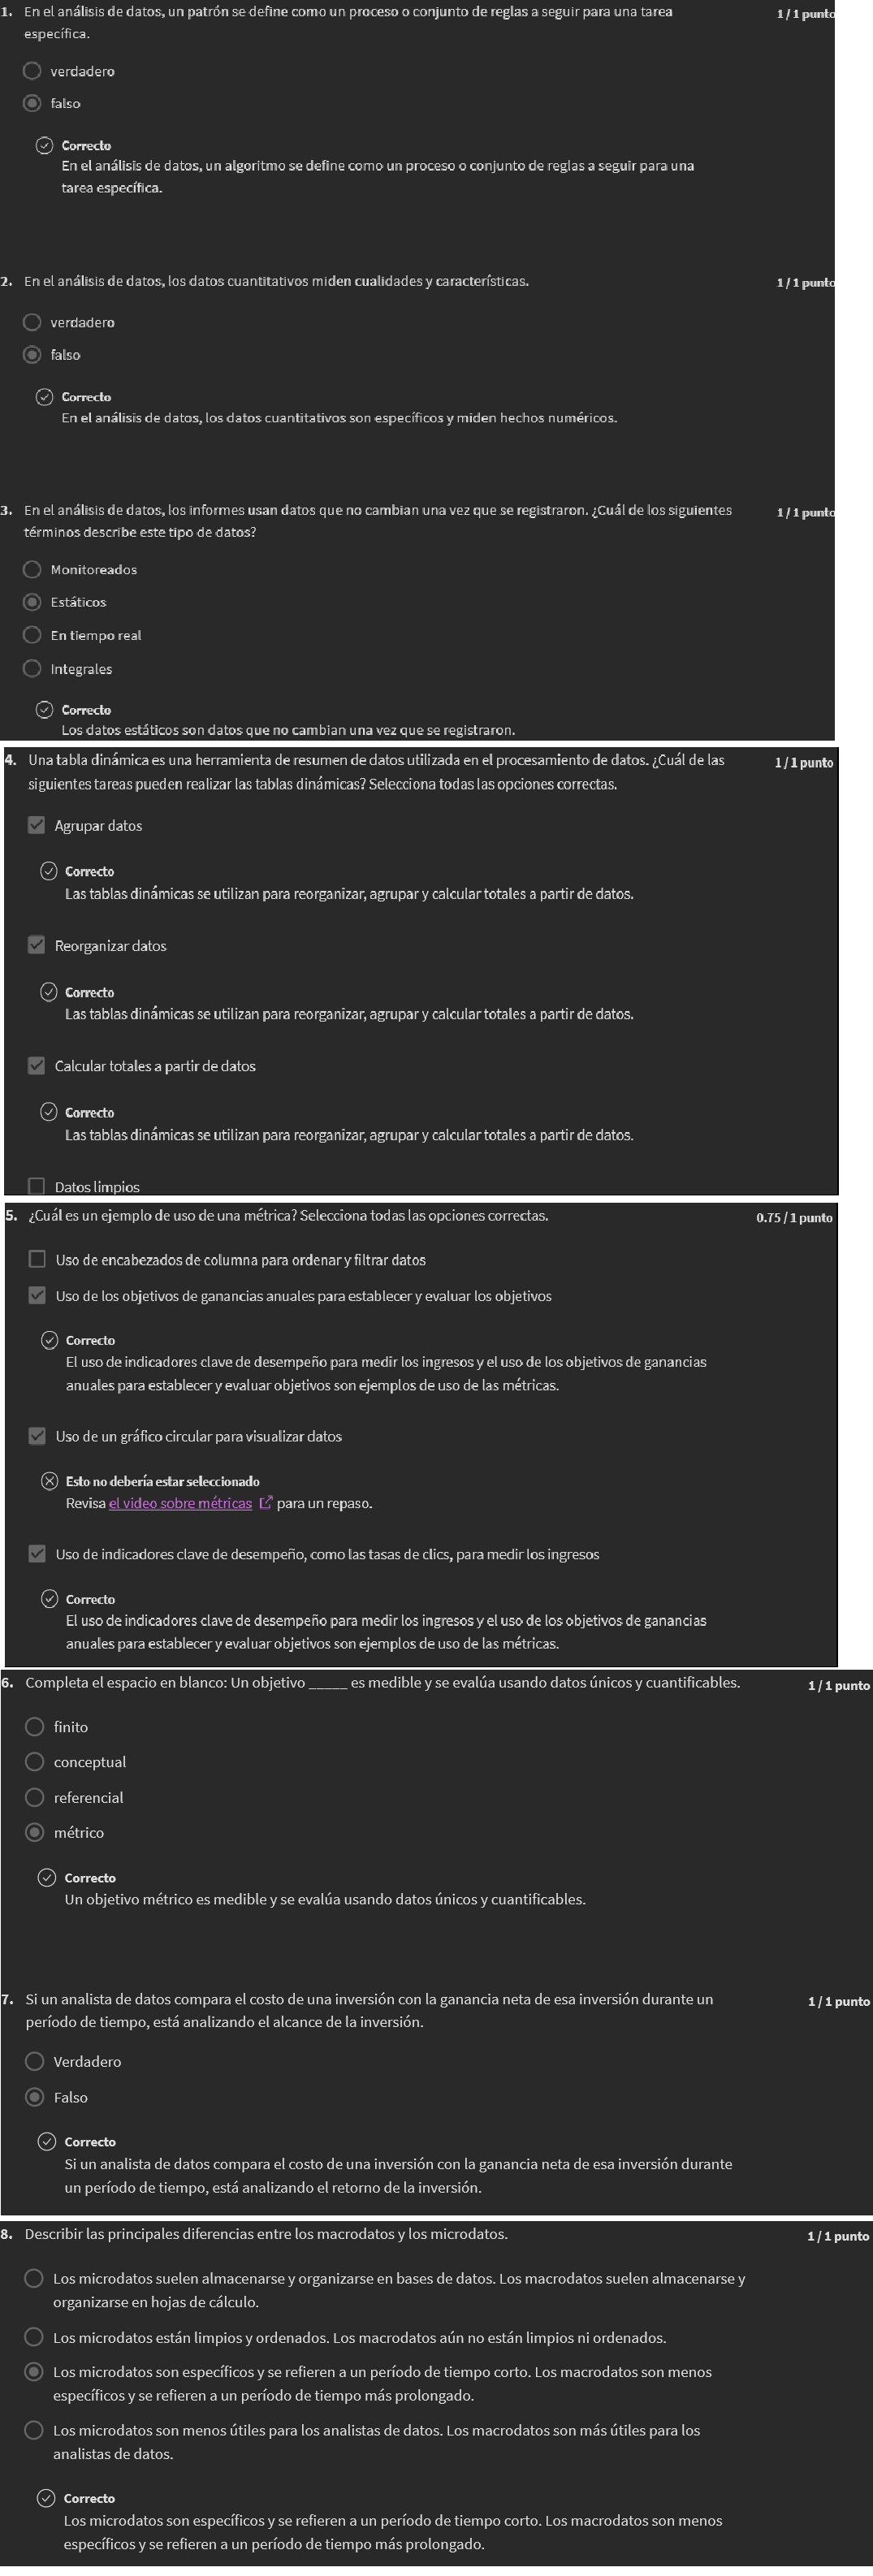 1. En el análisis de datos, un patrón se define como un proceso o conjunto de reglas a seguir para una tarea
específica.
1 / 1 punto
verdadero
falso
Correcto
En el análisis de datos, un algoritmo se define como un proceso o conjunto de reglas a seguir para una
tarea específica.
2. En el análisis de datos, los datos cuantitativos miden cualidades y características.
1 / 1 punto
verdadero
falso
Correcto
En el análisis de datos, los datos cuantitativos son específicos y miden hechos numéricos.
3. En el análisis de datos, los informes usan datos que no cambian una vez que se registraron. ¿Cuál de los siguientes
términos describe este tipo de datos?
1 / 1 punto
Monitoreados
Estáticos
En tiempo real
Integrales
Correcto
Los datos estáticos son datos que no cambian una vez que se registraron.
4. Una tabla dinámica es una herramienta de resumen de datos utilizada en el procesamiento de datos. ¿Cuál de las
siguientes tareas pueden realizar las tablas dinámicas? Selecciona todas las opciones correctas.
1 / 1 punto
Agrupar datos
Correcto
Las tablas dinámicas se utilizan para reorganizar, agrupar y calcular totales a partir de datos.
Reorganizar datos
Correcto
Las tablas dinámicas se utilizan para reorganizar, agrupar y calcular totales a partir de datos.
Calcular totales a partir de datos
Correcto
Las tablas dinámicas se utilizan para reorganizar, agrupar y calcular totales a partir de datos.
Datos limpios
5. ¿Cuál es un ejemplo de uso de una métrica? Selecciona todas las opciones correctas.
0.75 / 1 punto
Uso de encabezados de columna para ordenar y filtrar datos
Uso de los objetivos de ganancias anuales para establecer y evaluar los objetivos
Correcto
El uso de indicadores clave de desempeño para medir los ingresos y el uso de los objetivos de ganancias
anuales para establecer y evaluar objetivos son ejemplos de uso de las métricas.
Uso de un gráfico circular para visualizar datos
Esto no debería estar seleccionado
Revisa el video sobre métricas para un repaso.
Uso de indicadores clave de desempeño, como las tasas de clics, para medir los ingresos
Correcto
El uso de indicadores clave de desempeño para medir los ingresos y el uso de los objetivos de ganancias
anuales para establecer y evaluar objetivos son ejemplos de uso de las métricas.
6. Completa el espacio en blanco: Un objetivo _____ es medible y se evalúa usando datos únicos y cuantificables.
1 / 1 punto
finito
conceptual
referencial
métrico
Correcto
Un objetivo métrico es medible y se evalúa usando datos únicos y cuantificables.
7. Si un analista de datos compara el costo de una inversión con la ganancia neta de esa inversión durante un
período de tiempo, está analizando el alcance de la inversión.
1 / 1 punto
Verdadero
Falso
Correcto
Si un analista de datos compara el costo de una inversión con la ganancia neta de esa inversión durante
un período de tiempo, está analizando el retorno de la inversión.
8. Describir las principales diferencias entre los macrodatos y los microdatos.
1 / 1 punto
Los microdatos suelen almacenarse y organizarse en bases de datos. Los macrodatos suelen almacenarse y
organizarse en hojas de cálculo.
Los microdatos están limpios y ordenados. Los macrodatos aún no están limpios ni ordenados.
Los microdatos son específicos y se refieren a un período de tiempo corto. Los macrodatos son menos
específicos y se refieren a un período de tiempo más prolongado.
Los microdatos son menos útiles para los analistas de datos. Los macrodatos son más útiles para los
analistas de datos.
Correcto
Los microdatos son específicos y se refieren a un período de tiempo corto. Los macrodatos son menos
específicos y se refieren a un período de tiempo más prolongado.